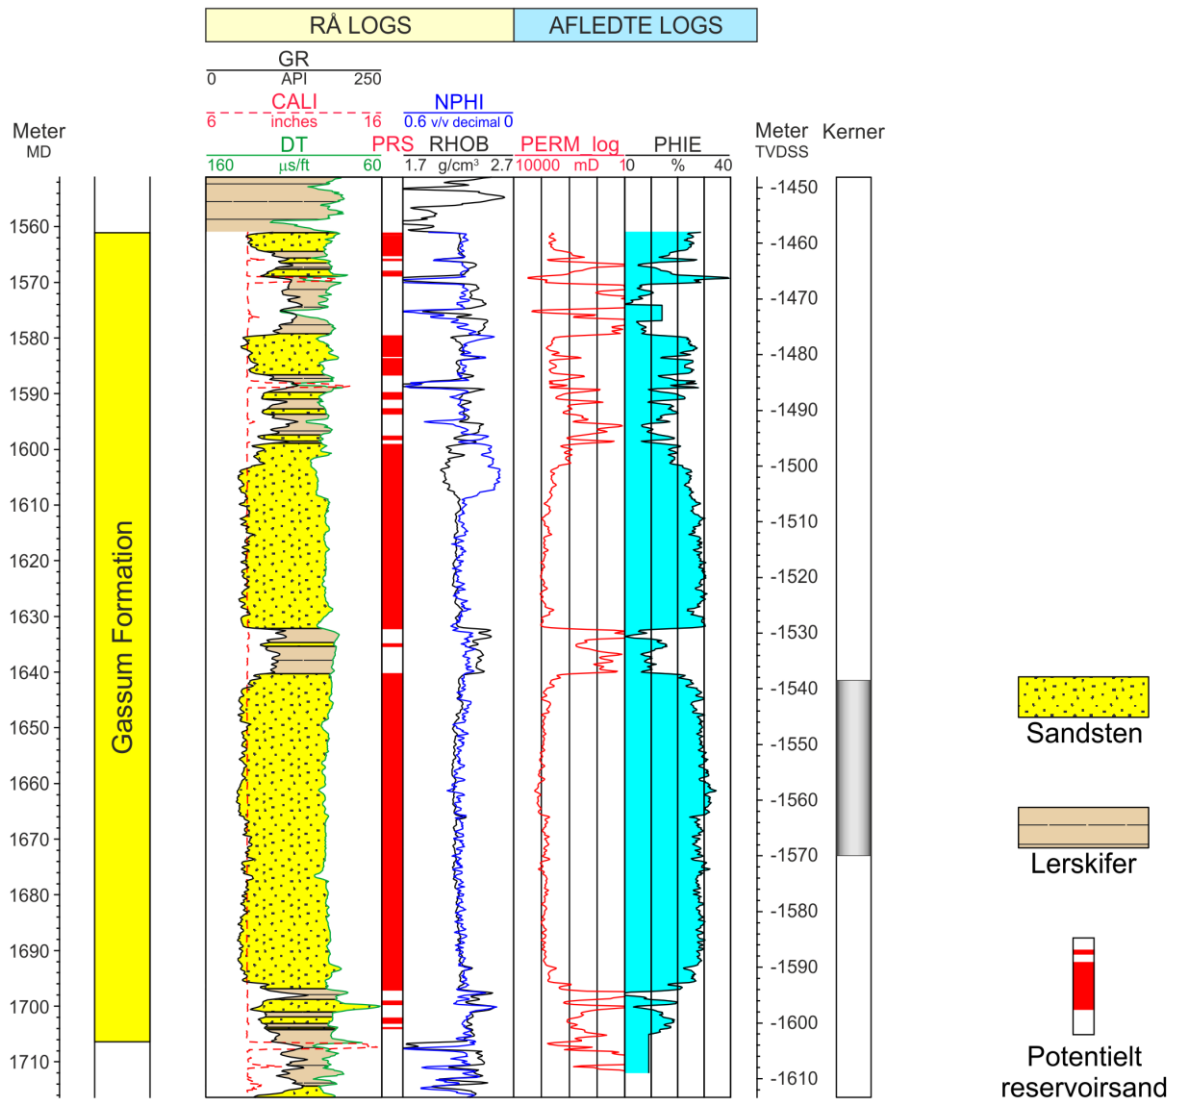 RÅ LOGS AFLEDTE LOGS
GR
0 API 250
CALI NPHI
6 inches 16 0.6 v/v decimal 0
Meter DT PRS RHOB PERM_log PHIE Meter Kerner
MD 160 µs/ft 60 1.7 g/cm³ 2.7 10000 mD 1 0 % 40 TVDSS
-1450
1560
-1460
1570
-1470
1580
-1480
1590
-1490
1600
-1500
1610
-1510
1620
-1520
1630
-1530
1640
-1540
1650
-1550
1660
-1560
1670
-1570
1680
-1580
1690
-1590
1700
-1600
1710
-1610
Gassum Formation
Sandsten
Lerskifer
Potentielt
reservoirsand